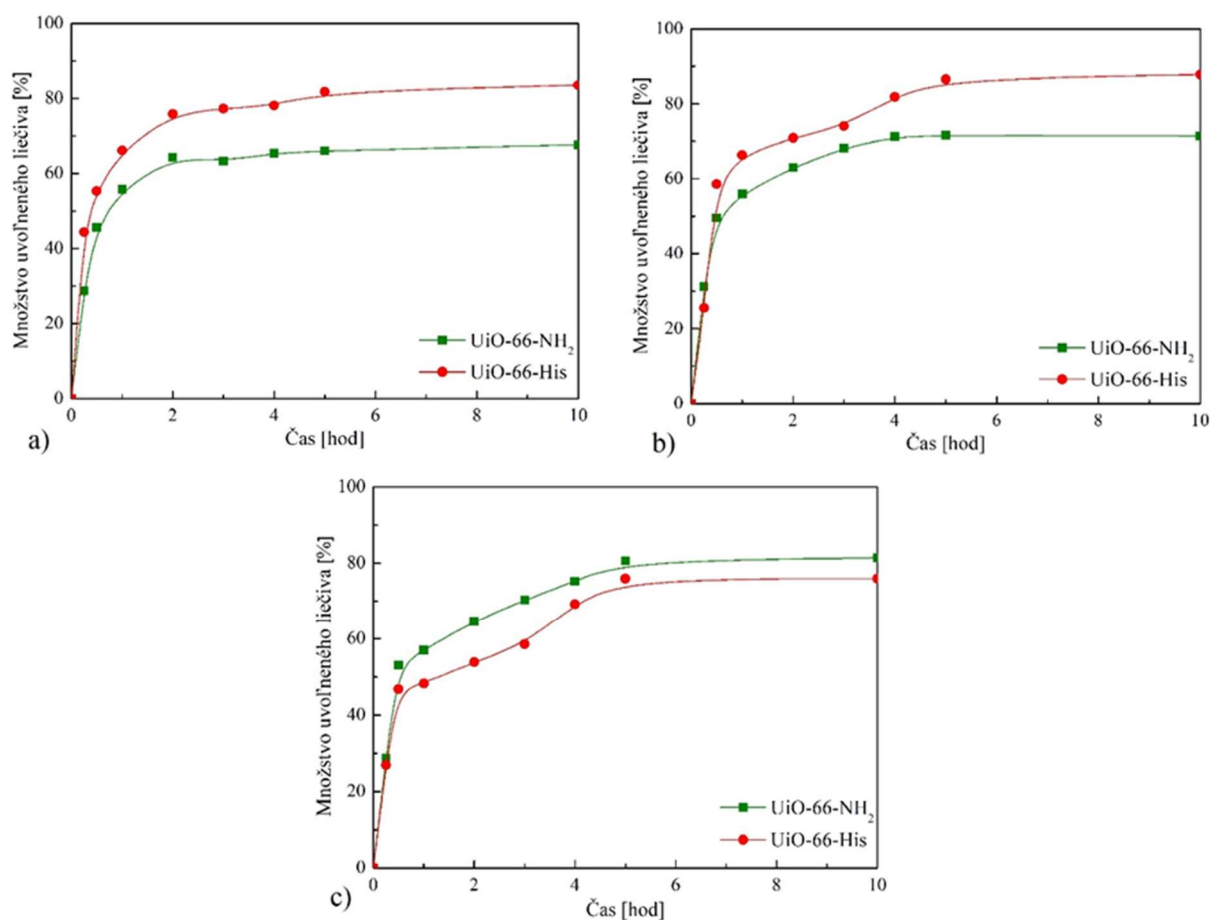 Množstvo uvoľneného liečiva [%]
100
80
60
40
20
0
UiO-66-NH₂
UiO-66-His
0 2 4 6 8 10
Čas [hod]
a)
Množstvo uvoľneného liečiva [%]
100
80
60
40
20
0
UiO-66-NH₂
UiO-66-His
0 2 4 6 8 10
Čas [hod]
b)
Množstvo uvoľneného liečiva [%]
100
80
60
40
20
0
UiO-66-NH₂
UiO-66-His
0 2 4 6 8 10
Čas [hod]
c)